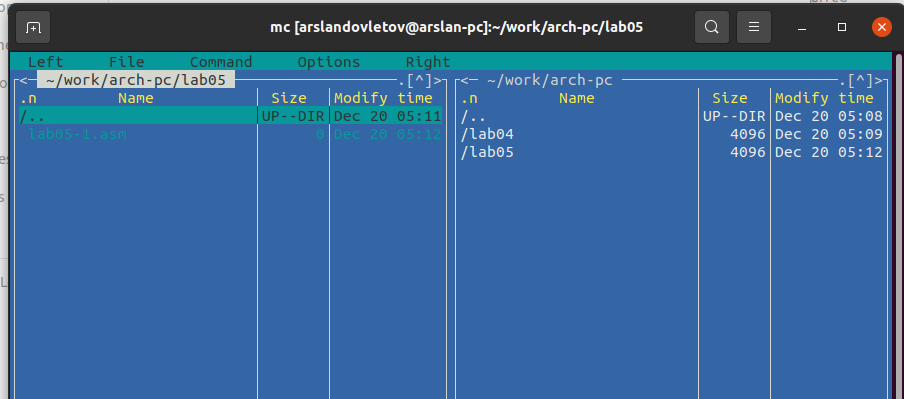 mc [arslandovletov@arslan-pc]:~/work/arch-pc/lab05
Left File Command Options Right
<─ ~/work/arch-pc/lab05 ─.[^]>
.n Name Size Modify time
/.. UP--DIR Dec 20 05:11
lab05-1.asm 0 Dec 20 05:12
<─ ~/work/arch-pc ─.[^]>
.n Name Size Modify time
/.. UP--DIR Dec 20 05:08
/lab04 4096 Dec 20 05:09
/lab05 4096 Dec 20 05:12